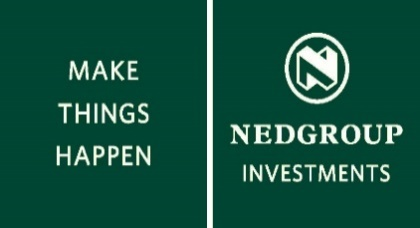 MAKE
THINGS
HAPPEN
NEDGROUP
INVESTMENTS